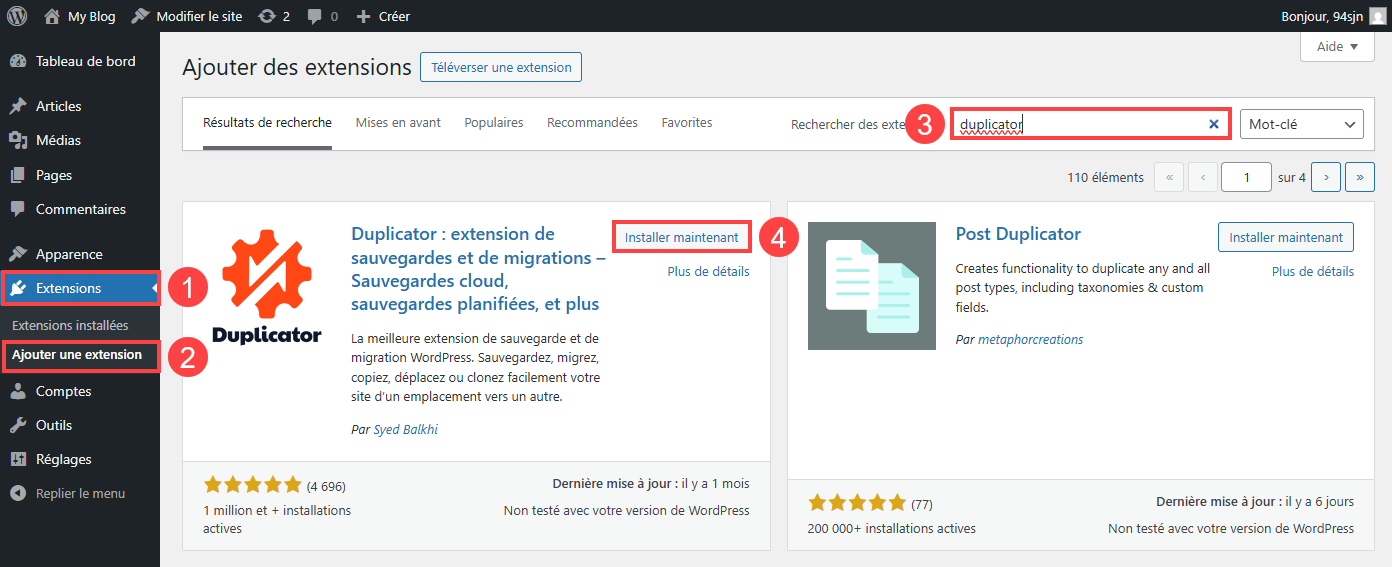 My Blog
Modifier le site
2
0
Créer
Bonjour, 94sjn
Tableau de bord
Articles
Médias
Pages
Commentaires
Apparence
Extensions
1
Extensions installées
Ajouter une extension
2
Comptes
Outils
Réglages
Replier le menu
Aide
Ajouter des extensions
Téléverser une extension
Résultats de recherche
Mises en avant
Populaires
Recommandées
Favorites
Rechercher des exte
3
duplicator
Mot-clé
110 éléments
«
‹
1
sur 4
›
»
Duplicator
Duplicator : extension de
sauvegardes et de migrations –
Sauvegardes cloud,
sauvegardes planifiées, et plus
Installer maintenant
4
Plus de détails
La meilleure extension de sauvegarde et de
migration WordPress. Sauvegardez, migrez,
copiez, déplacez ou clonez facilement votre
site d’un emplacement vers un autre.
Par Syed Balkhi
(4 696)
1 million et + installations
actives
Dernière mise à jour : il y a 1 mois
Non testé avec votre version de WordPress
Post Duplicator
Installer maintenant
Plus de détails
Creates functionality to duplicate any and all
post types, including taxonomies & custom
fields.
Par metaphorcreations
(77)
200 000+ installations actives
Dernière mise à jour : il y a 6 jours
Non testé avec votre version de WordPress